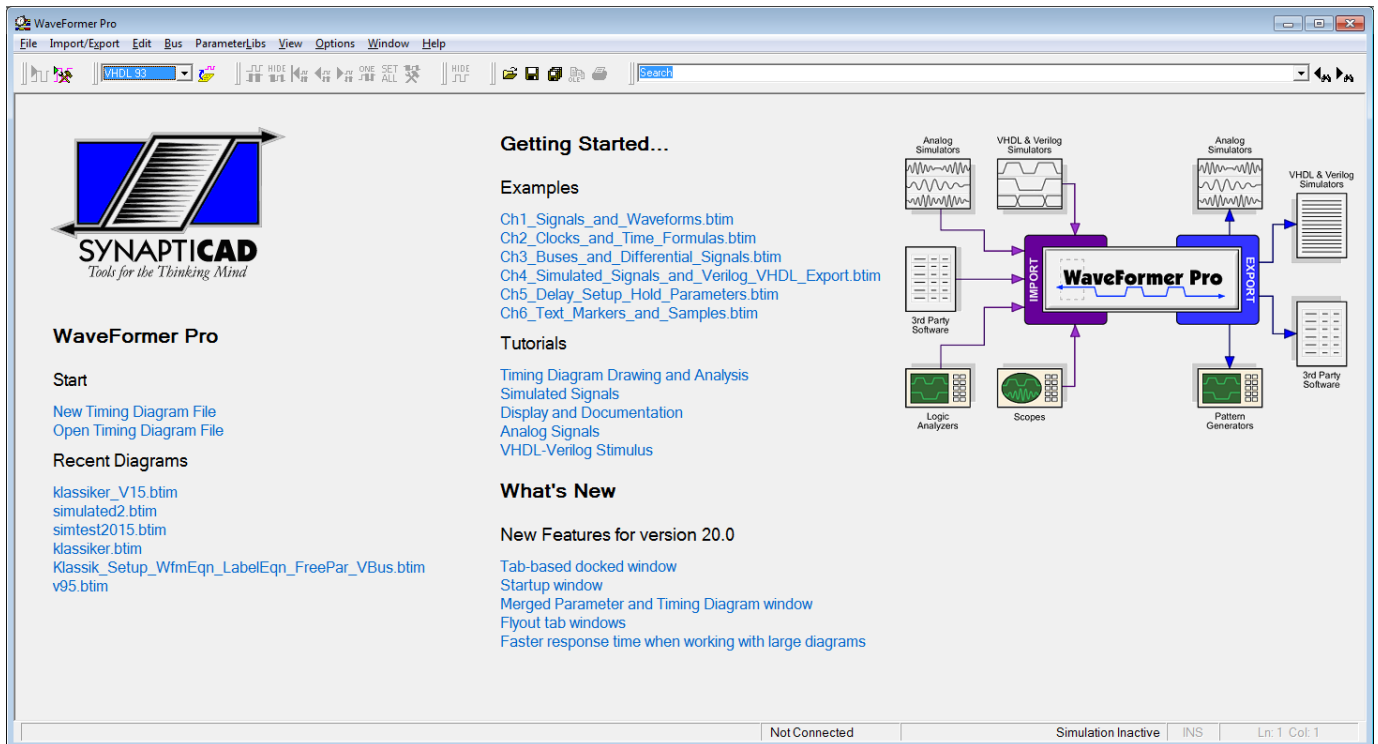 WaveFormer Pro
File Import/Export Edit Bus ParameterLibs View Options Window Help
VHDL 93
HIDE
ONE SET
ALL
HIDE
Search
SYNAPTICAD
Tools for the Thinking Mind
WaveFormer Pro
Start
New Timing Diagram File
Open Timing Diagram File
Recent Diagrams
klassiker_V15.btim
simulated2.btim
simtest2015.btim
klassiker.btim
Klassik_Setup_WfmEqn_LabelEqn_FreePar_VBus.btim
v95.btim
Getting Started...
Examples
Ch1_Signals_and_Waveforms.btim
Ch2_Clocks_and_Time_Formulas.btim
Ch3_Buses_and_Differential_Signals.btim
Ch4_Simulated_Signals_and_Verilog_VHDL_Export.btim
Ch5_Delay_Setup_Hold_Parameters.btim
Ch6_Text_Markers_and_Samples.btim
Tutorials
Timing Diagram Drawing and Analysis
Simulated Signals
Display and Documentation
Analog Signals
VHDL-Verilog Stimulus
What's New
New Features for version 20.0
Tab-based docked window
Startup window
Merged Parameter and Timing Diagram window
Flyout tab windows
Faster response time when working with large diagrams
Analog
Simulators
VHDL & Verilog
Simulators
Analog
Simulators
VHDL & Verilog
Simulators
3rd Party
Software
IMPORT
WaveFormer Pro
EXPORT
3rd Party
Software
Logic
Analyzers
Scopes
Pattern
Generators
Not Connected
Simulation Inactive
INS
Ln: 1 Col: 1